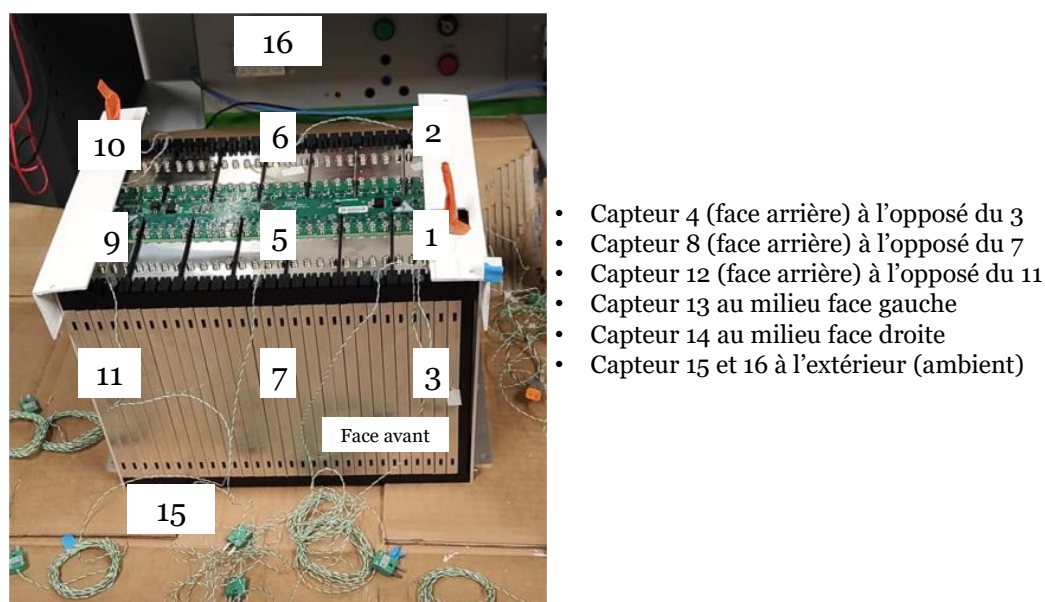 16
6
2
10
9
5
1
11
7
3
Face avant
15
• Capteur 4 (face arrière) à l’opposé du 3
• Capteur 8 (face arrière) à l’opposé du 7
• Capteur 12 (face arrière) à l’opposé du 11
• Capteur 13 au milieu face gauche
• Capteur 14 au milieu face droite
• Capteur 15 et 16 à l’extérieur (ambient)